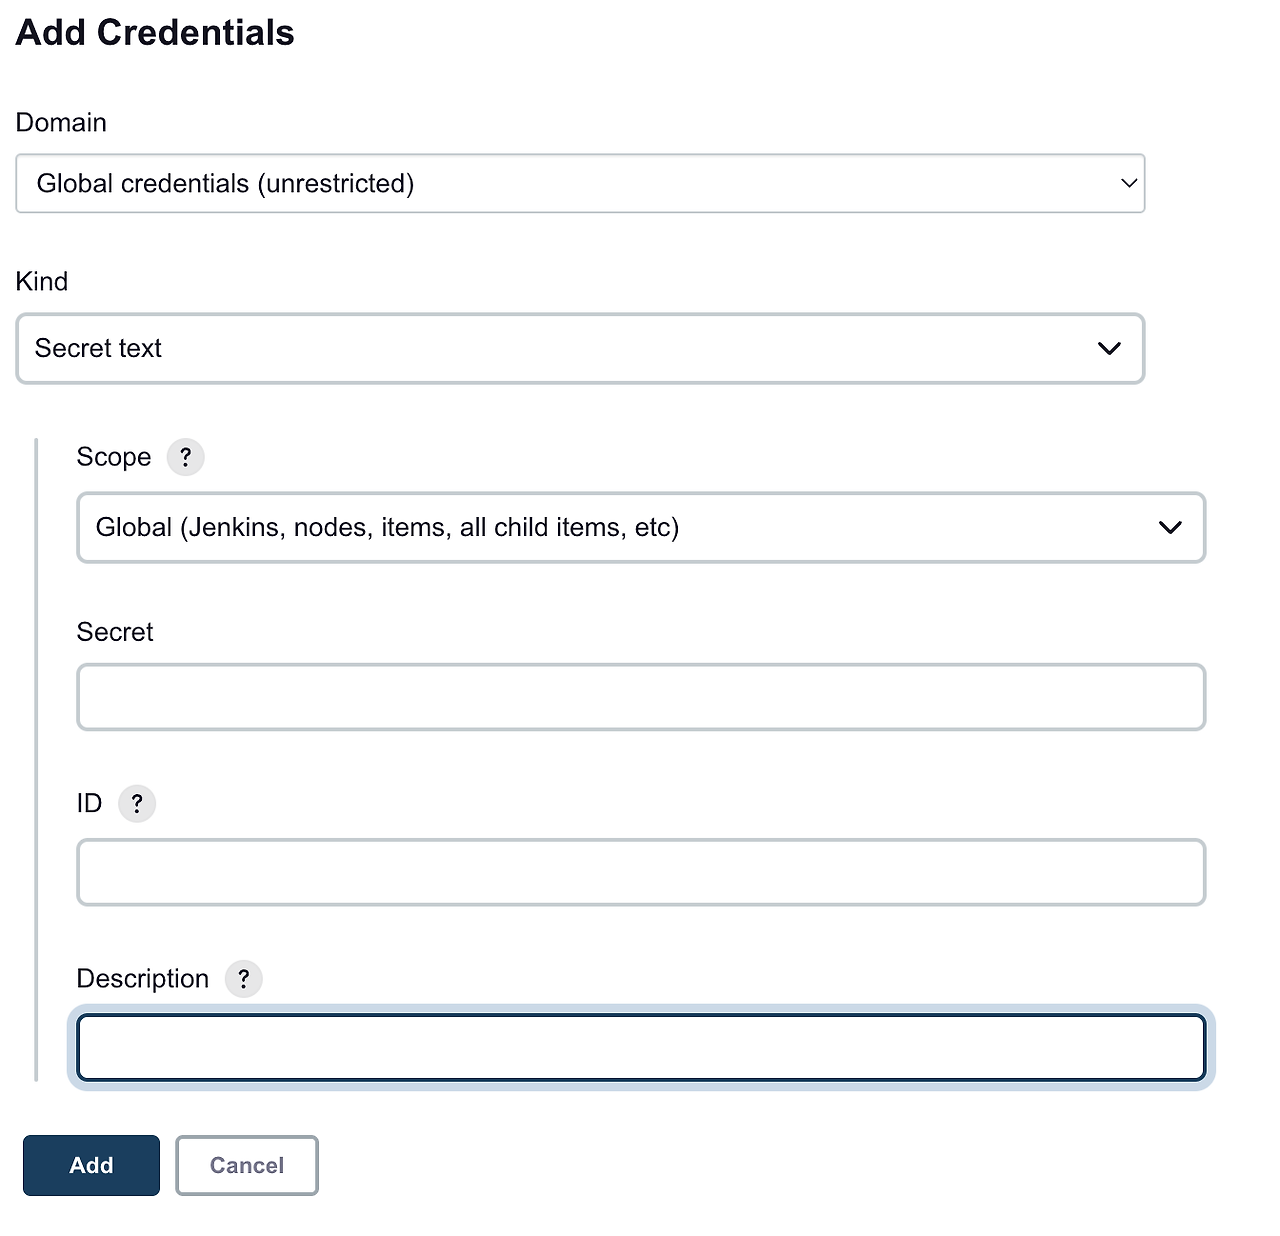 Add Credentials
Domain
Global credentials (unrestricted)
Kind
Secret text
Scope ?
Global (Jenkins, nodes, items, all child items, etc)
Secret
ID ?
Description ?
Add Cancel